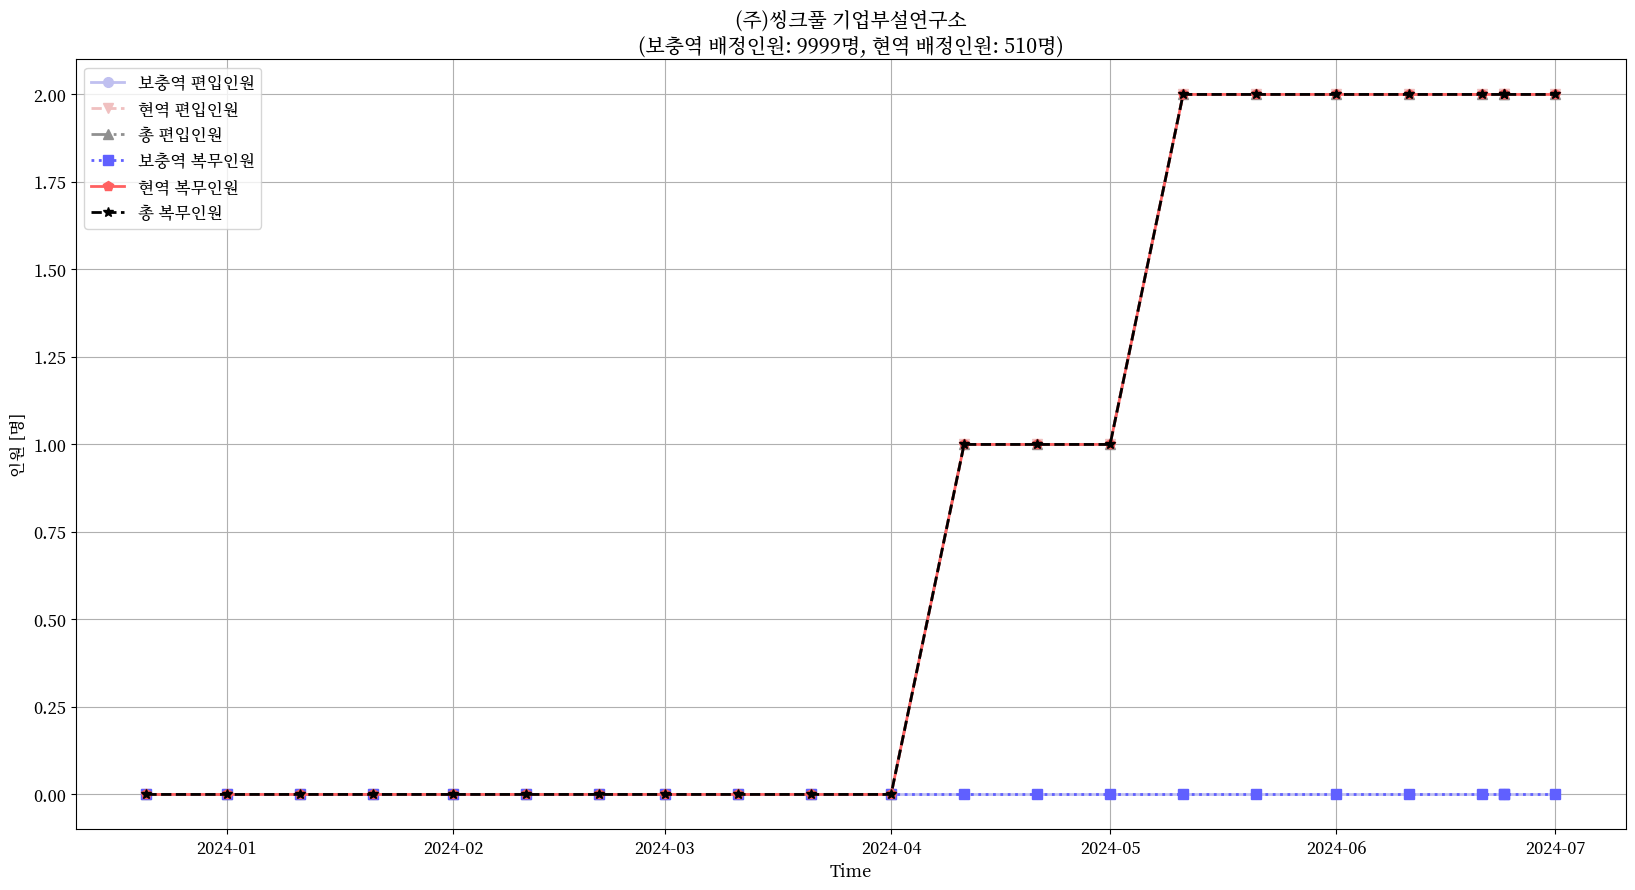 (주)씽크풀 기업부설연구소
(보충역 배정인원: 9999명, 현역 배정인원: 510명)
보충역 편입인원
현역 편입인원
총 편입인원
보충역 복무인원
현역 복무인원
총 복무인원
2.00
1.75
1.50
1.25
1.00
0.75
0.50
0.25
0.00
인원 [명]
2024-01
2024-02
2024-03
2024-04
2024-05
2024-06
2024-07
Time